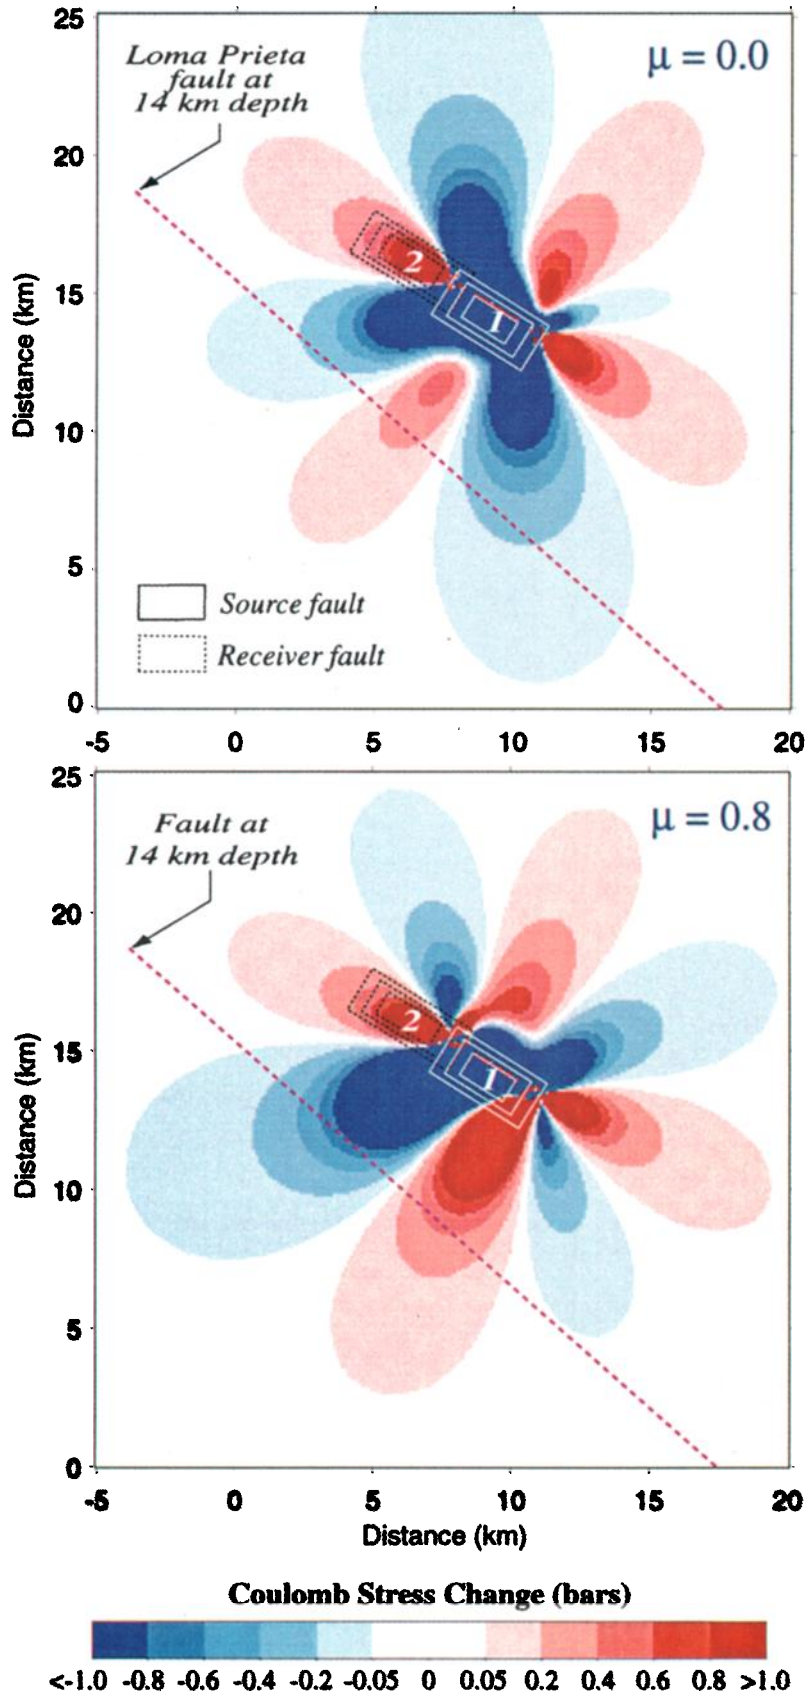 25
20
15
10
5
0
Distance (km)
Loma Prieta
fault at
14 km depth
μ = 0.0
2
1
Source fault
Receiver fault
-5 0 5 10 15 20
25
20
15
10
5
0
Distance (km)
Fault at
14 km depth
μ = 0.8
2
1
-5 0 5 10 15 20
Distance (km)
Coulomb Stress Change (bars)
<-1.0 -0.8 -0.6 -0.4 -0.2 -0.05 0 0.05 0.2 0.4 0.6 0.8 >1.0